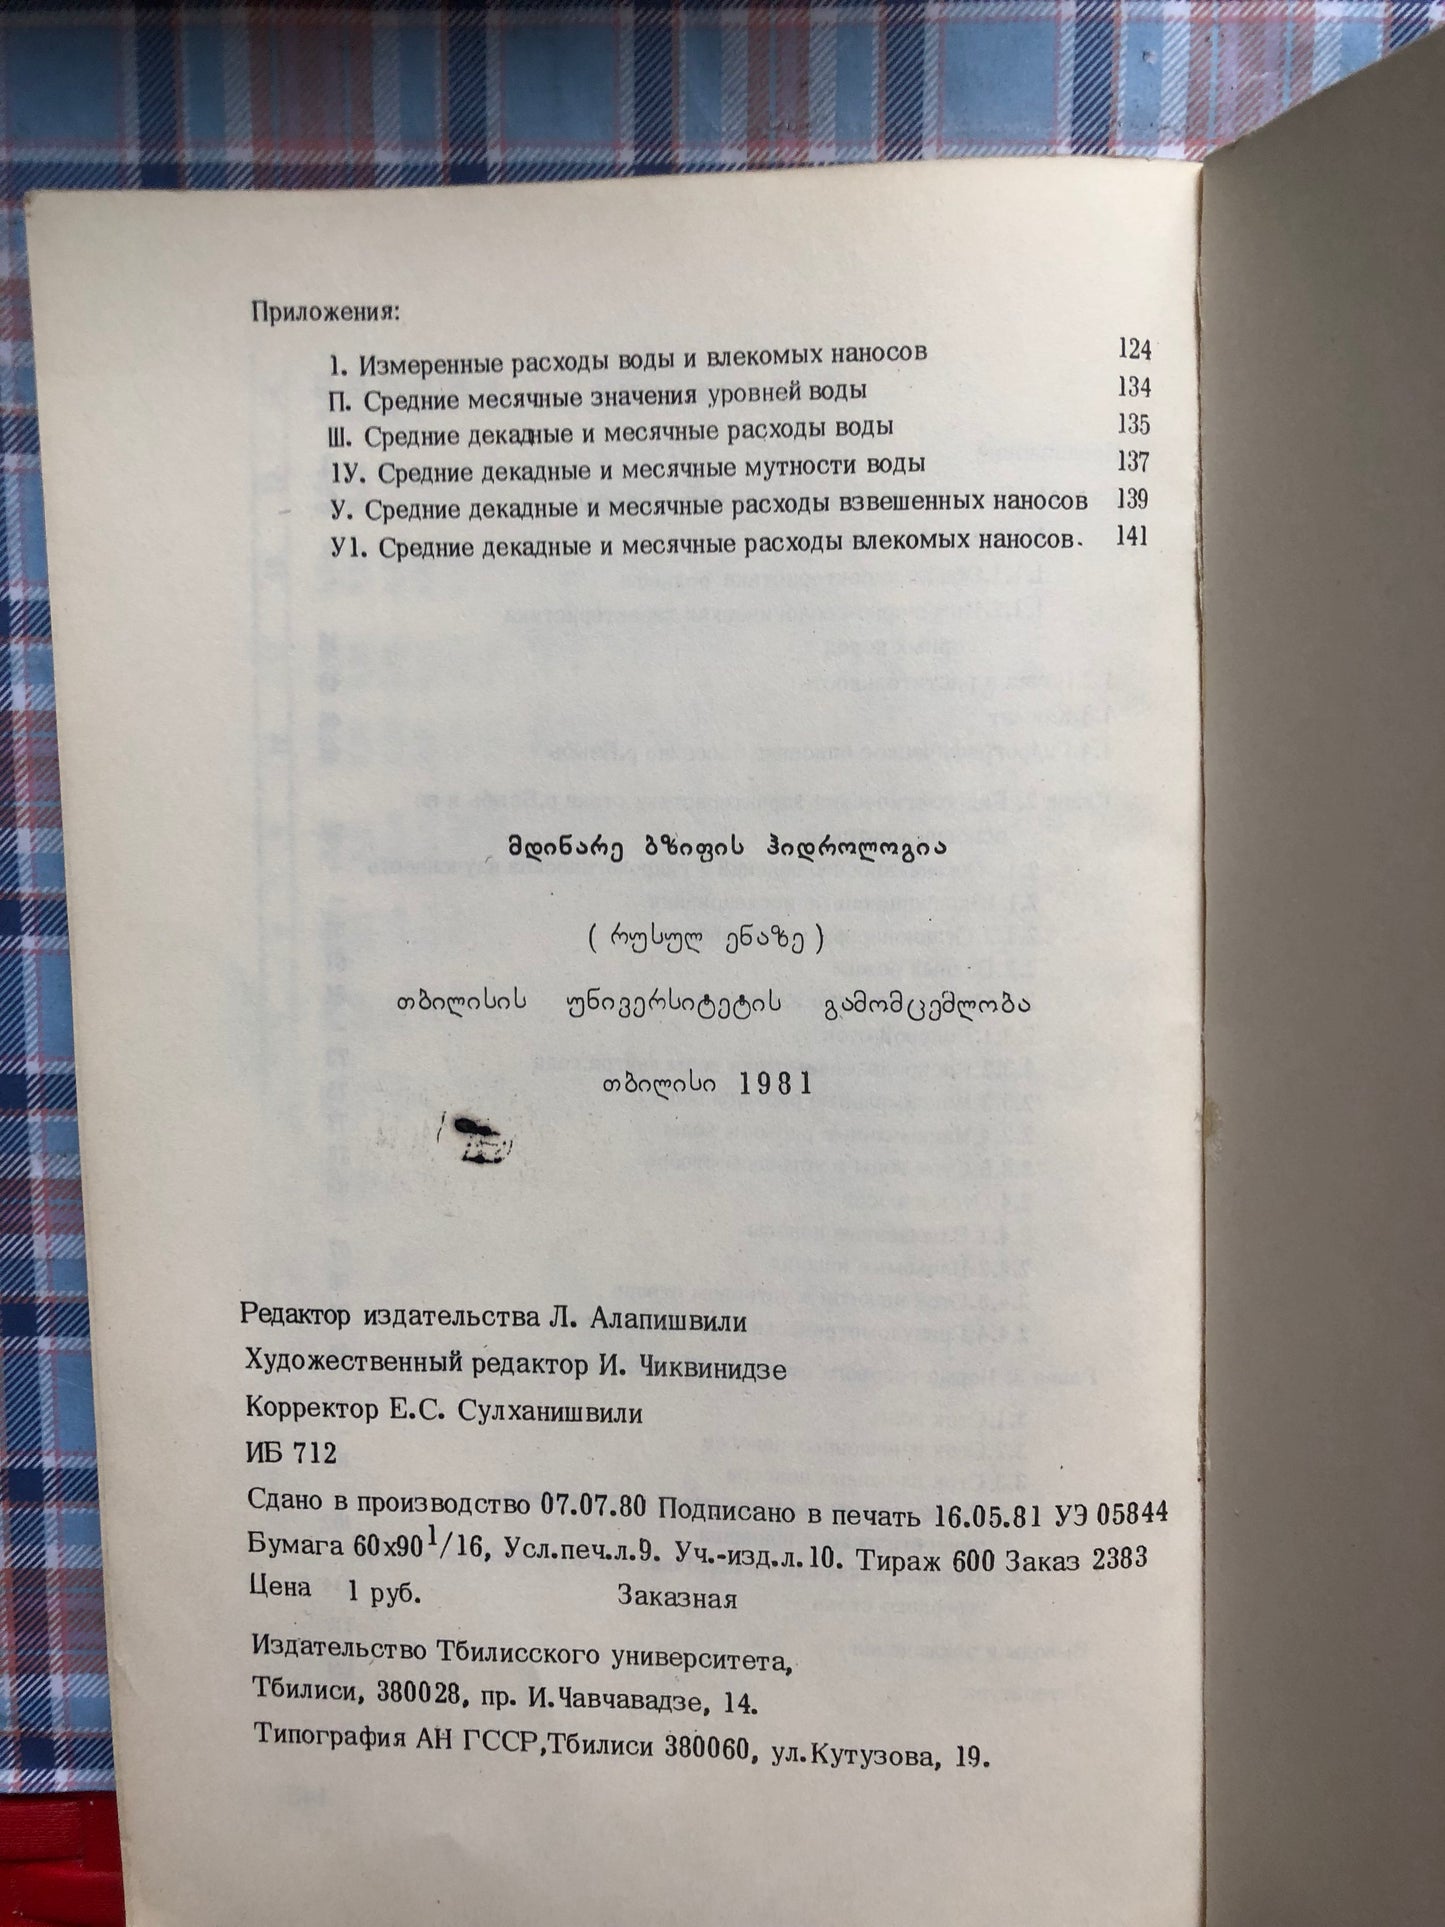 Приложения:
1. Измеренные расходы воды и влекомых наносов 124
П. Средние месячные значения уровней воды 134
Ш. Средние декадные и месячные расходы воды 135
1У. Средние декадные и месячные мутности воды 137
У. Средние декадные и месячные расходы взвешенных наносов 139
У1. Средние декадные и месячные расходы влекомых наносов. 141
მდინარე ბზიფის ჰიდროლოგია
( რუსულ ენაზე )
თბილისის უნივერსიტეტის გამომცემლობა
თბილისი 1981
Редактор издательства Л. Алапишвили
Художественный редактор И. Чиквинидзе
Корректор Е.С. Сулханишвили
ИБ 712
Сдано в производство 07.07.80 Подписано в печать 16.05.81 УЭ 05844
Бумага 60х90 1/16, Усл.печ.л.9. Уч.-изд.л.10. Тираж 600 Заказ 2383
Цена 1 руб. Заказная
Издательство Тбилисского университета,
Тбилиси, 380028, пр. И.Чавчавадзе, 14.
Типография АН ГССР,Тбилиси 380060, ул.Кутузова, 19.